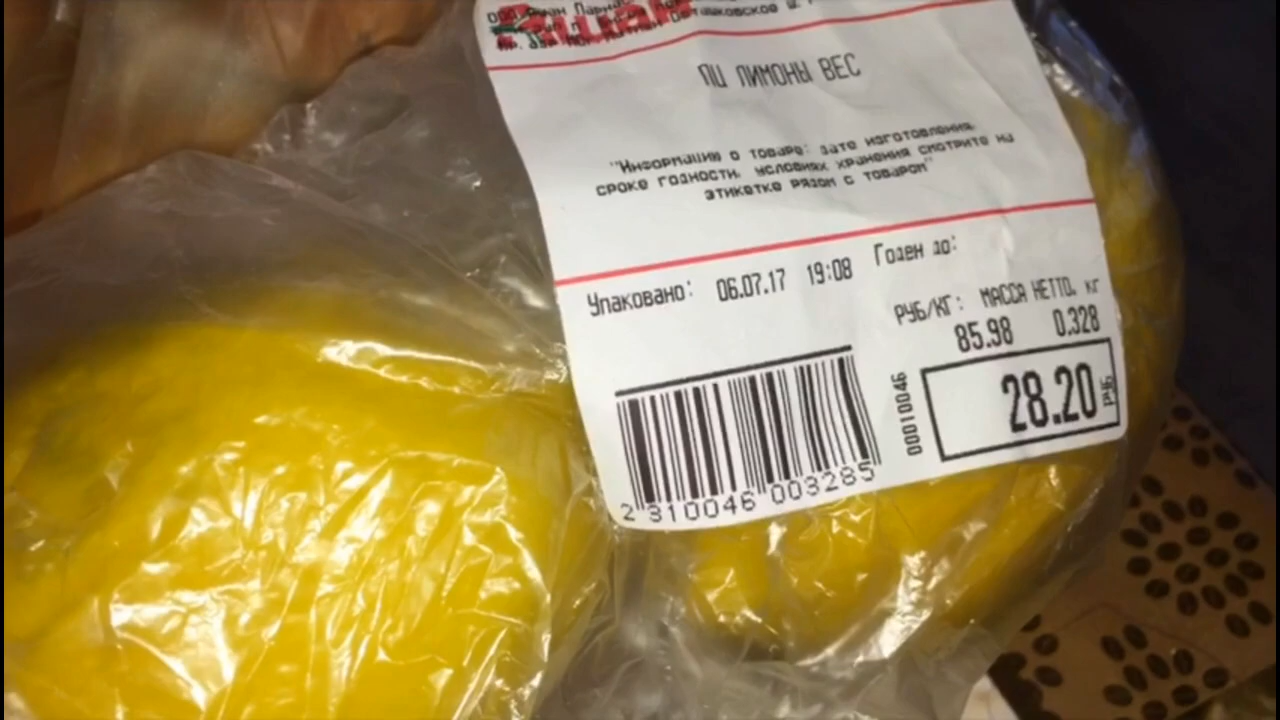 Ашан
ПЦ ЛИМОНЫ ВЕС
"Информация о товаре: дате изготовления,
сроке годности, условиях хранения смотрите на
этикетке рядом с товаром"
Упаковано: 06.07.17 19:08 Годен до:
РУБ/КГ: МАССА НЕТТО, кг
85.98 0.328
28.20 РУБ
00010046
2 310046 003285